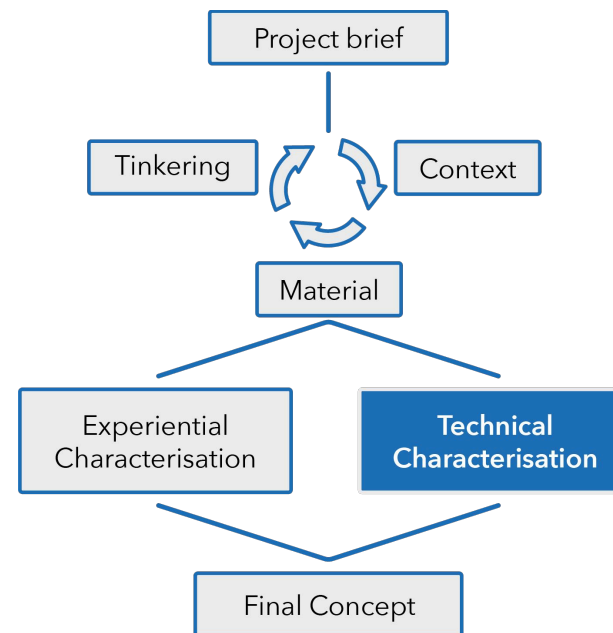 Project brief
Tinkering
Context
Material
Experiential
Characterisation
Technical
Characterisation
Final Concept